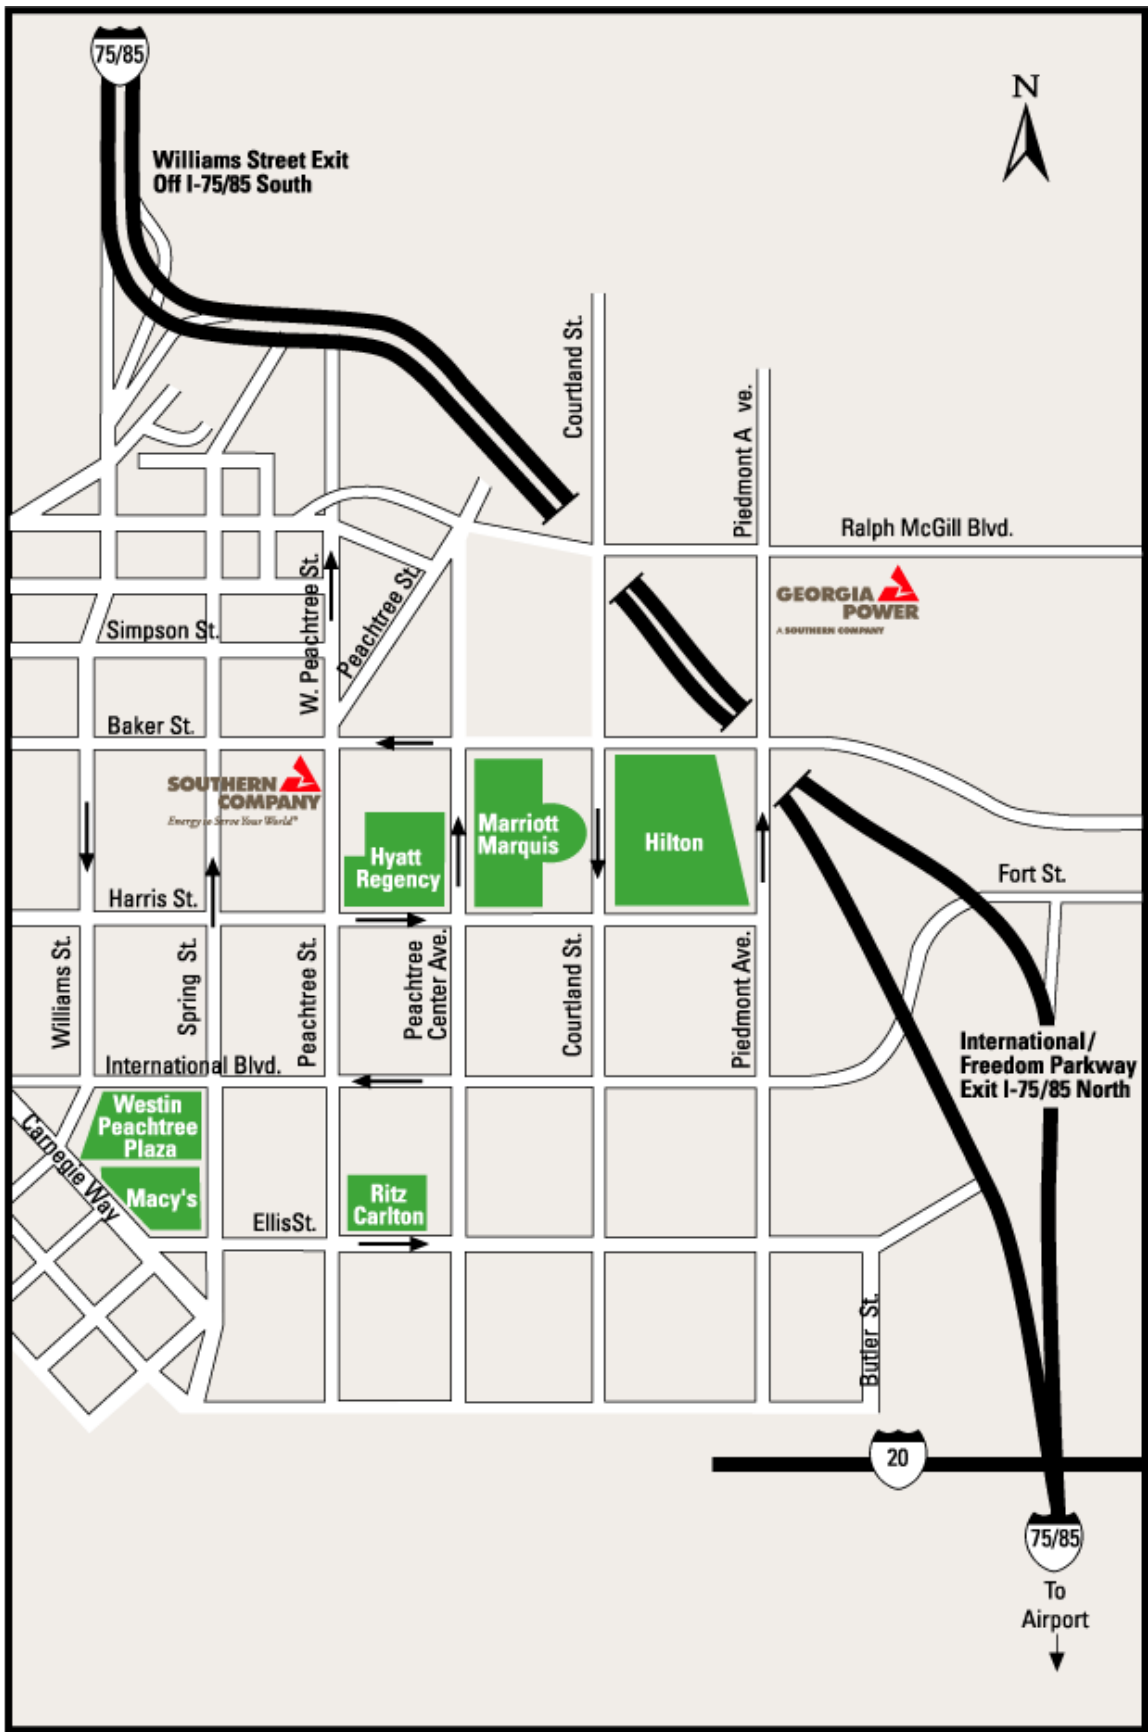 75/85
N
Williams Street Exit
Off I-75/85 South
Courtland St.
Piedmont A ve.
Ralph McGill Blvd.
W. Peachtree St.
Peachtree St.
GEORGIA
POWER
A SOUTHERN COMPANY
Simpson St.
Baker St.
SOUTHERN
COMPANY
Energy to Serve Your World®
Marriott
Marquis
Hilton
Hyatt
Regency
Fort St.
Harris St.
Williams St.
Spring St.
Peachtree St.
Peachtree
Center Ave.
Courtland St.
Piedmont Ave.
International/
Freedom Parkway
Exit I-75/85 North
International Blvd.
Westin
Peachtree
Plaza
Carnegie Way
Macy's
Ritz
Carlton
EllisSt.
Butler St.
20
75/85
To
Airport